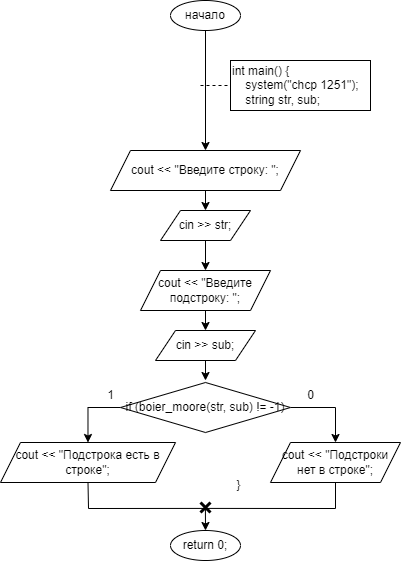 начало
int main() {
system("chcp 1251");
string str, sub;
cout << "Введите строку: ";
cin >> str;
cout << "Введите
подстроку: ";
cin >> sub;
1
0
if (boier_moore(str, sub) != -1)
cout << "Подстрока есть в
строке";
cout << "Подстроки
нет в строке";
}
return 0;